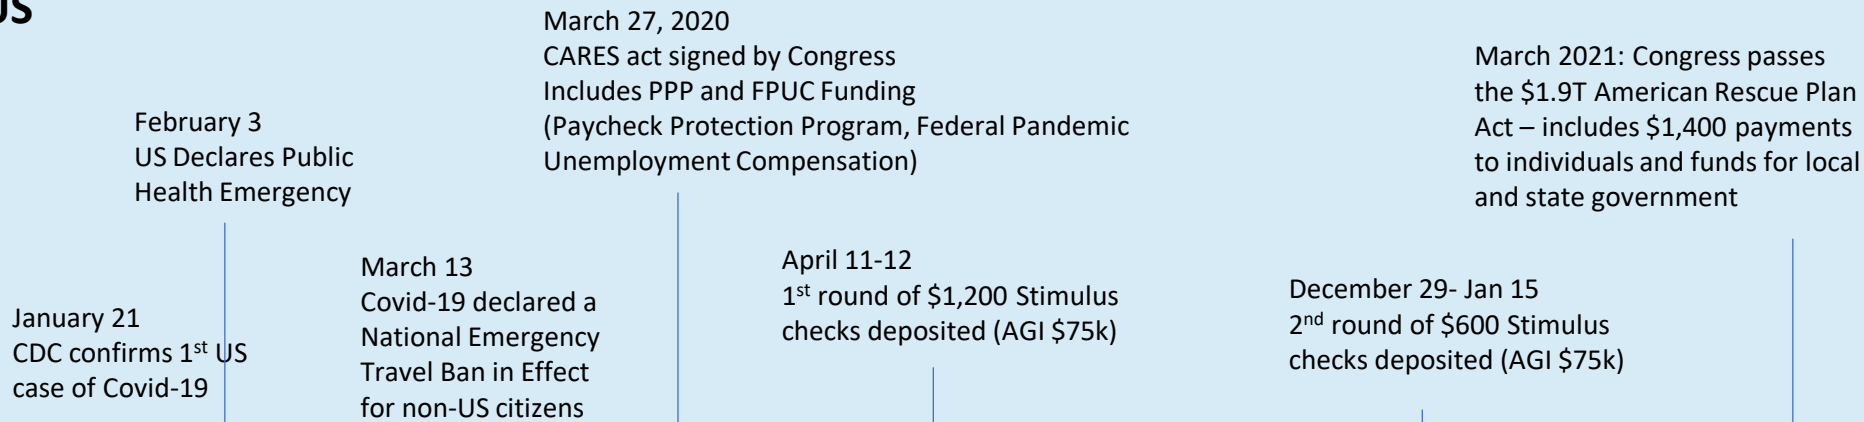 US
March 27, 2020
CARES act signed by Congress
Includes PPP and FPUC Funding
(Paycheck Protection Program, Federal Pandemic
Unemployment Compensation)
March 2021: Congress passes
the $1.9T American Rescue Plan
Act – includes $1,400 payments
to individuals and funds for local
and state government
February 3
US Declares Public
Health Emergency
January 21
CDC confirms 1st US
case of Covid-19
March 13
Covid-19 declared a
National Emergency
Travel Ban in Effect
for non-US citizens
April 11-12
1st round of $1,200 Stimulus
checks deposited (AGI $75k)
December 29- Jan 15
2nd round of $600 Stimulus
checks deposited (AGI $75k)